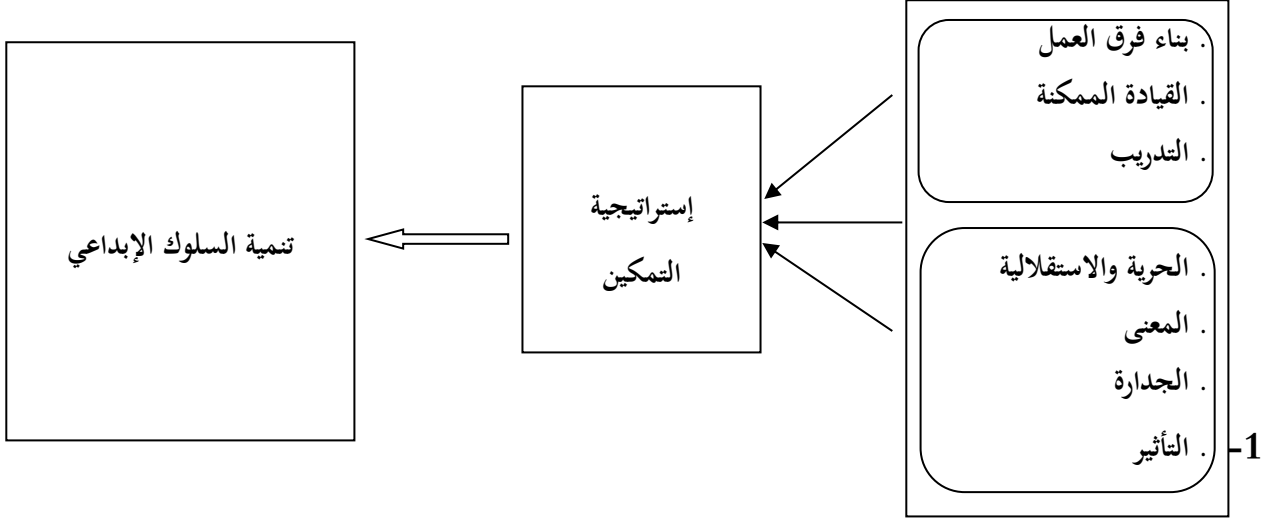 . بناء فرق العمل
. القيادة الممكنة
. التدريب
. الحرية والاستقلالية
. المعنى
. الجدارة
. التأثير
1-
إستراتيجية
التمكين
تنمية السلوك الإبداعي